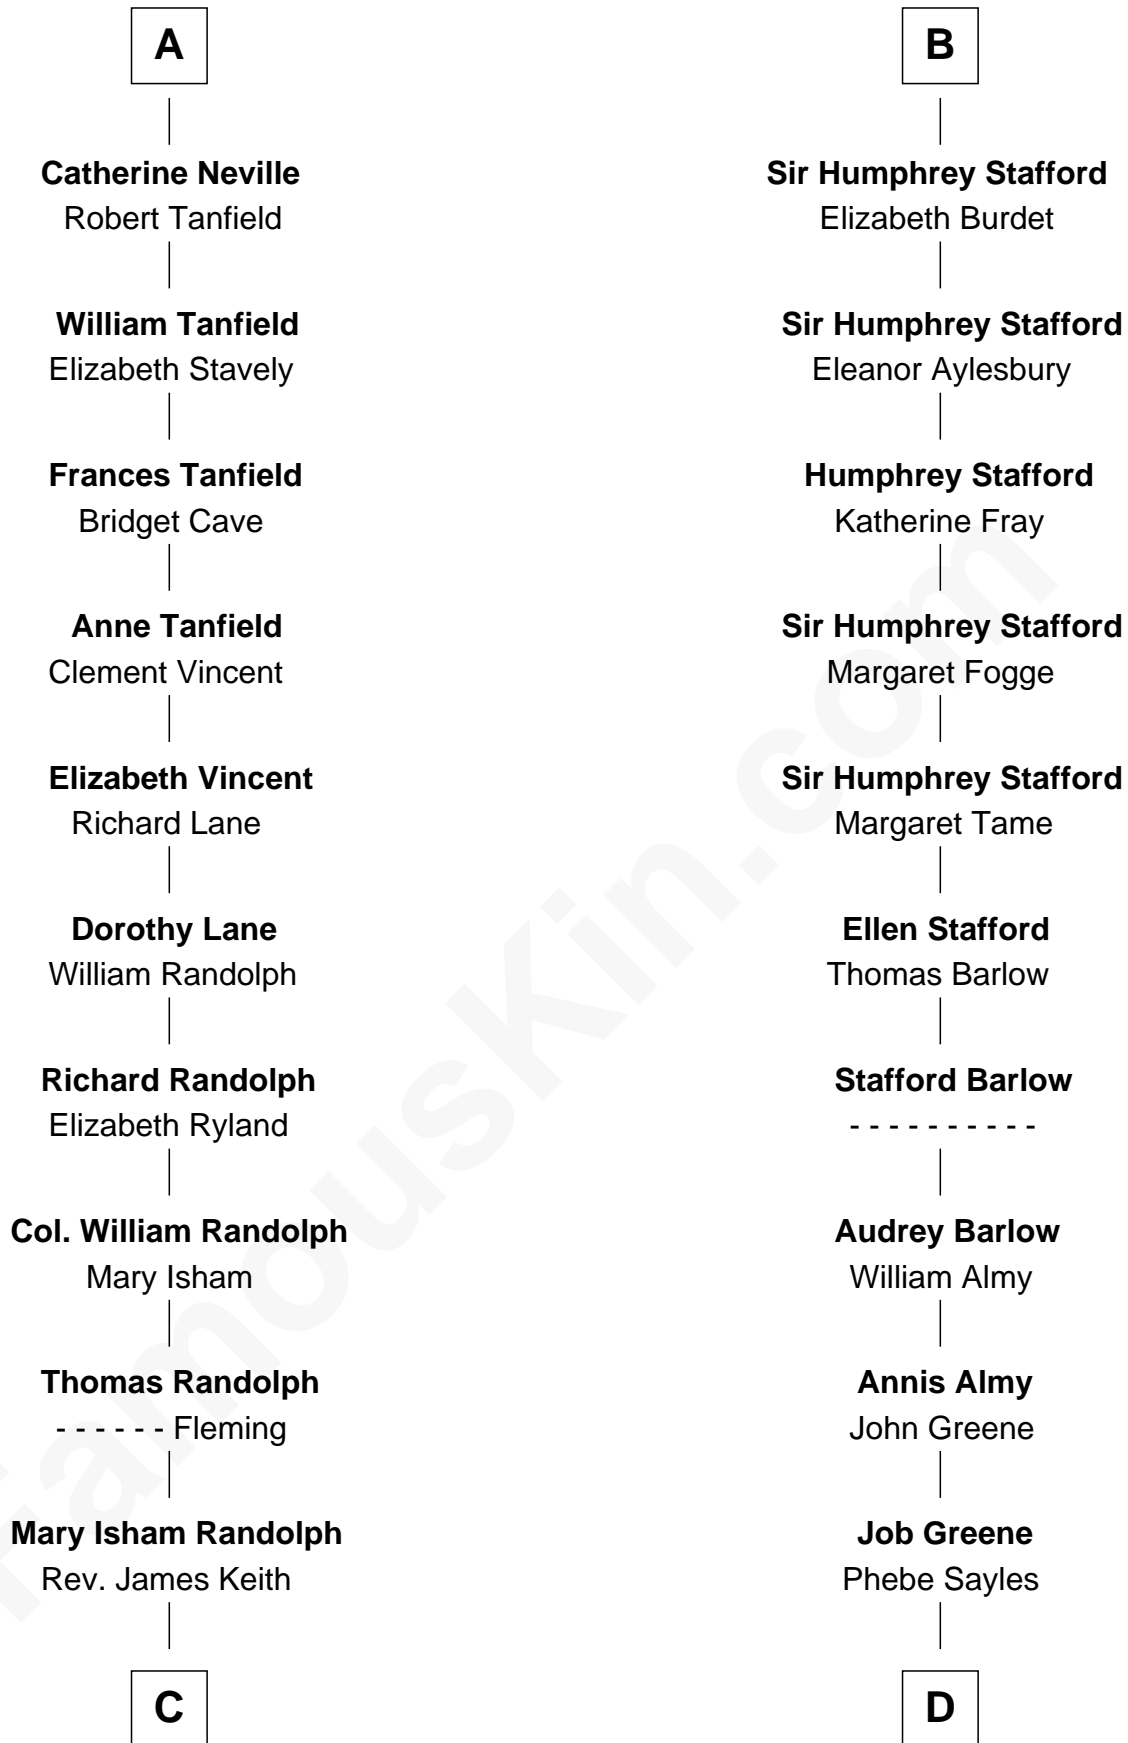 A
Catherine Neville
Robert Tanfield
William Tanfield
Elizabeth Stavely
Frances Tanfield
Bridget Cave
Anne Tanfield
Clement Vincent
Elizabeth Vincent
Richard Lane
Dorothy Lane
William Randolph
Richard Randolph
Elizabeth Ryland
Col. William Randolph
Mary Isham
Thomas Randolph
- - - - - - Fleming
Mary Isham Randolph
Rev. James Keith
C
B
Sir Humphrey Stafford
Elizabeth Burdet
Sir Humphrey Stafford
Eleanor Aylesbury
Humphrey Stafford
Katherine Fray
Sir Humphrey Stafford
Margaret Fogge
Sir Humphrey Stafford
Margaret Tame
Ellen Stafford
Thomas Barlow
Stafford Barlow
- - - - - - - - - -
Audrey Barlow
William Almy
Annis Almy
John Greene
Job Greene
Phebe Sayles
D
FamousKin.com